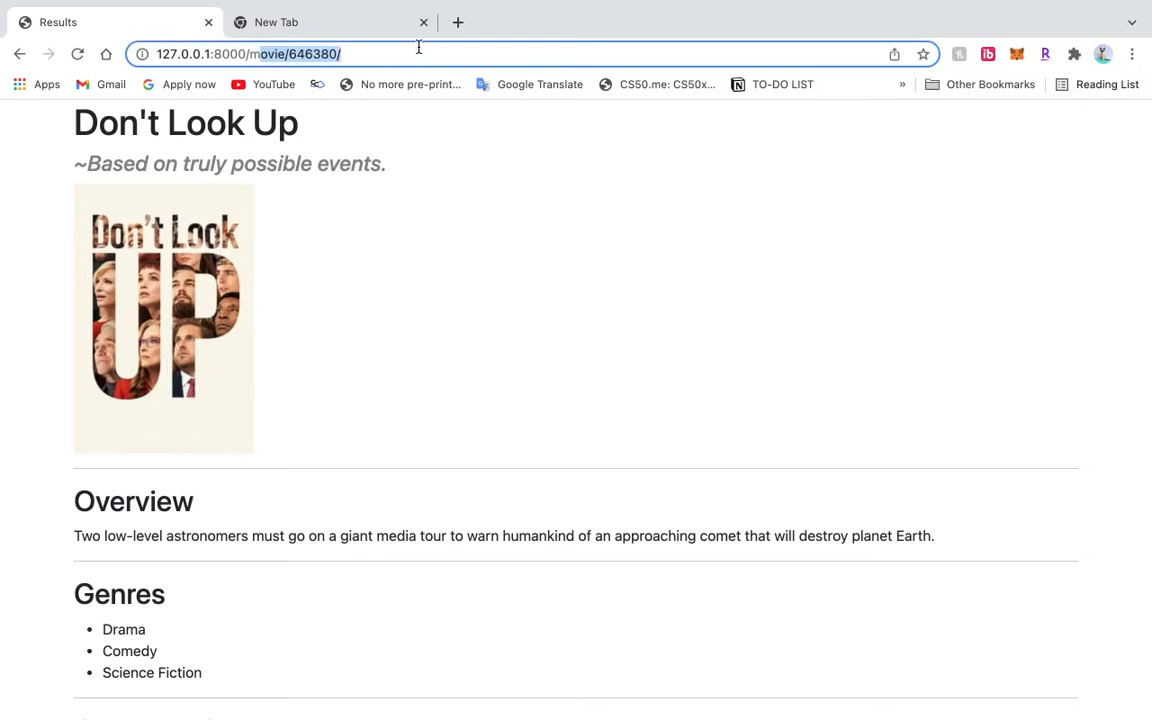 Results
New Tab
127.0.0.1:8000/movie/646380/
Apps
Gmail
Apply now
YouTube
No more pre-print...
Google Translate
CS50.me: CS50x...
TO-DO LIST
»
Other Bookmarks
Reading List
Don't Look Up
~Based on truly possible events.
Don't Look
UP
Overview
Two low-level astronomers must go on a giant media tour to warn humankind of an approaching comet that will destroy planet Earth.
Genres
• Drama
• Comedy
• Science Fiction